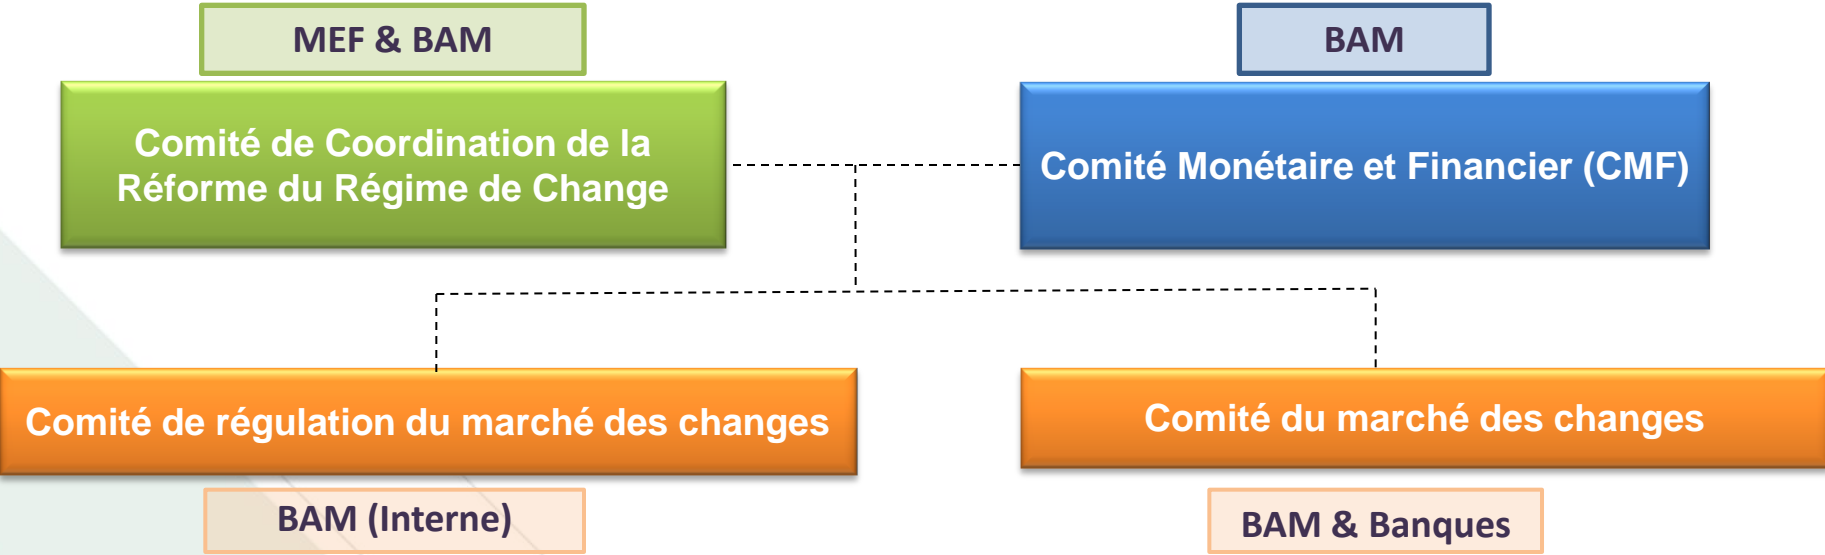 MEF & BAM
BAM
Comité de Coordination de la
Réforme du Régime de Change
Comité Monétaire et Financier (CMF)
Comité de régulation du marché des changes
Comité du marché des changes
BAM (Interne)
BAM & Banques